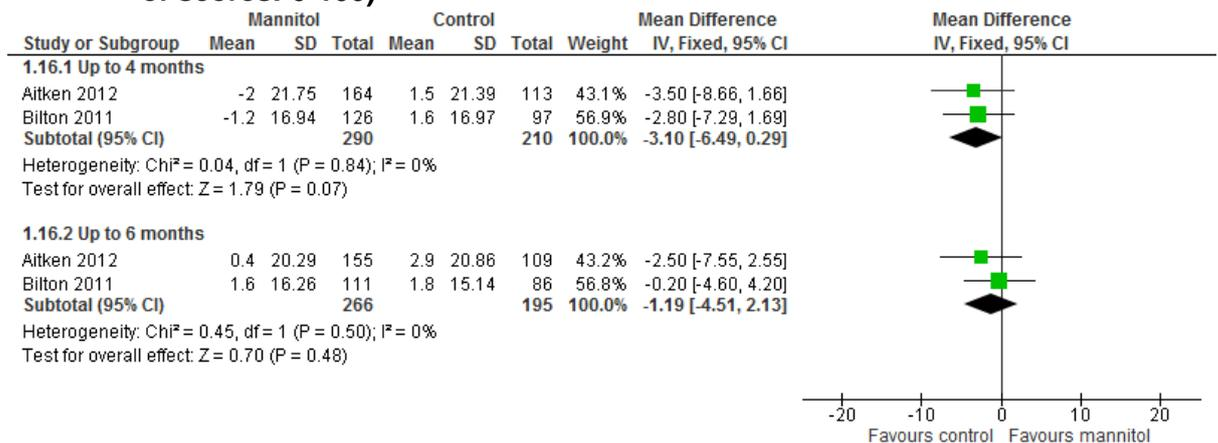 of scores: 0-100)
Mannitol Control Mean Difference Mean Difference
Study or Subgroup Mean SD Total Mean SD Total Weight IV, Fixed, 95% CI IV, Fixed, 95% CI
1.16.1 Up to 4 months
Aitken 2012 -2 21.75 164 1.5 21.39 113 43.1% -3.50 [-8.66, 1.66]
Bilton 2011 -1.2 16.94 126 1.6 16.97 97 56.9% -2.80 [-7.29, 1.69]
Subtotal (95% CI) 290 210 100.0% -3.10 [-6.49, 0.29]
Heterogeneity: Chi² = 0.04, df = 1 (P = 0.84); I² = 0%
Test for overall effect: Z = 1.79 (P = 0.07)
1.16.2 Up to 6 months
Aitken 2012 0.4 20.29 155 2.9 20.86 109 43.2% -2.50 [-7.55, 2.55]
Bilton 2011 1.6 16.26 111 1.8 15.14 86 56.8% -0.20 [-4.60, 4.20]
Subtotal (95% CI) 266 195 100.0% -1.19 [-4.51, 2.13]
Heterogeneity: Chi² = 0.45, df = 1 (P = 0.50); I² = 0%
Test for overall effect: Z = 0.70 (P = 0.48)
-20 -10 0 10 20
Favours control Favours mannitol